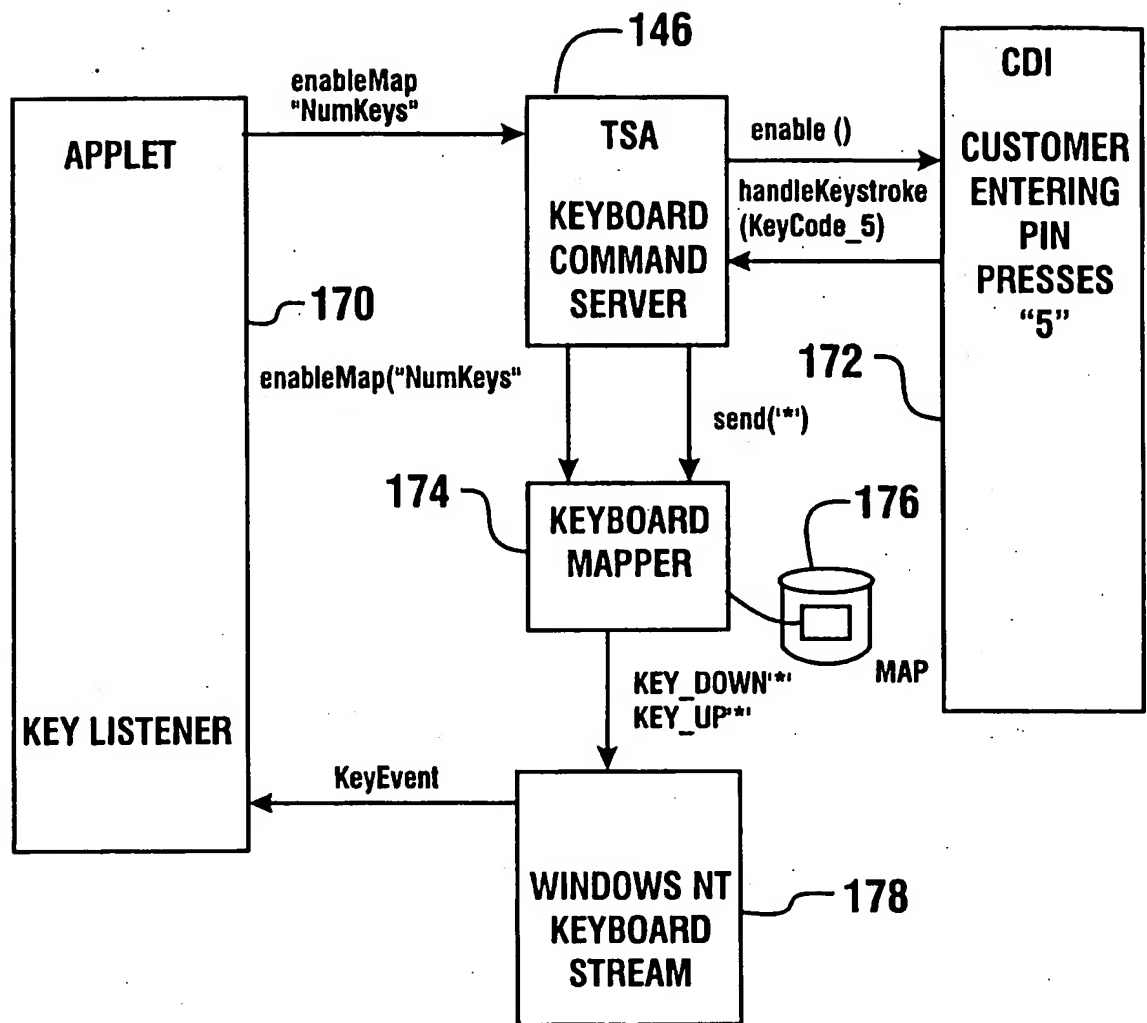 146
enableMap
"NumKeys"
APPLET
TSA
KEYBOARD
COMMAND
SERVER
enable ()
handleKeystroke
(KeyCode_5)
CDI
CUSTOMER
ENTERING
PIN
PRESSES
"5"
170
172
enableMap("NumKeys"
send('*')
174
KEYBOARD
MAPPER
176
MAP
KEY_DOWN'*'
KEY_UP'*'
KEY LISTENER
KeyEvent
WINDOWS NT
KEYBOARD
STREAM
178